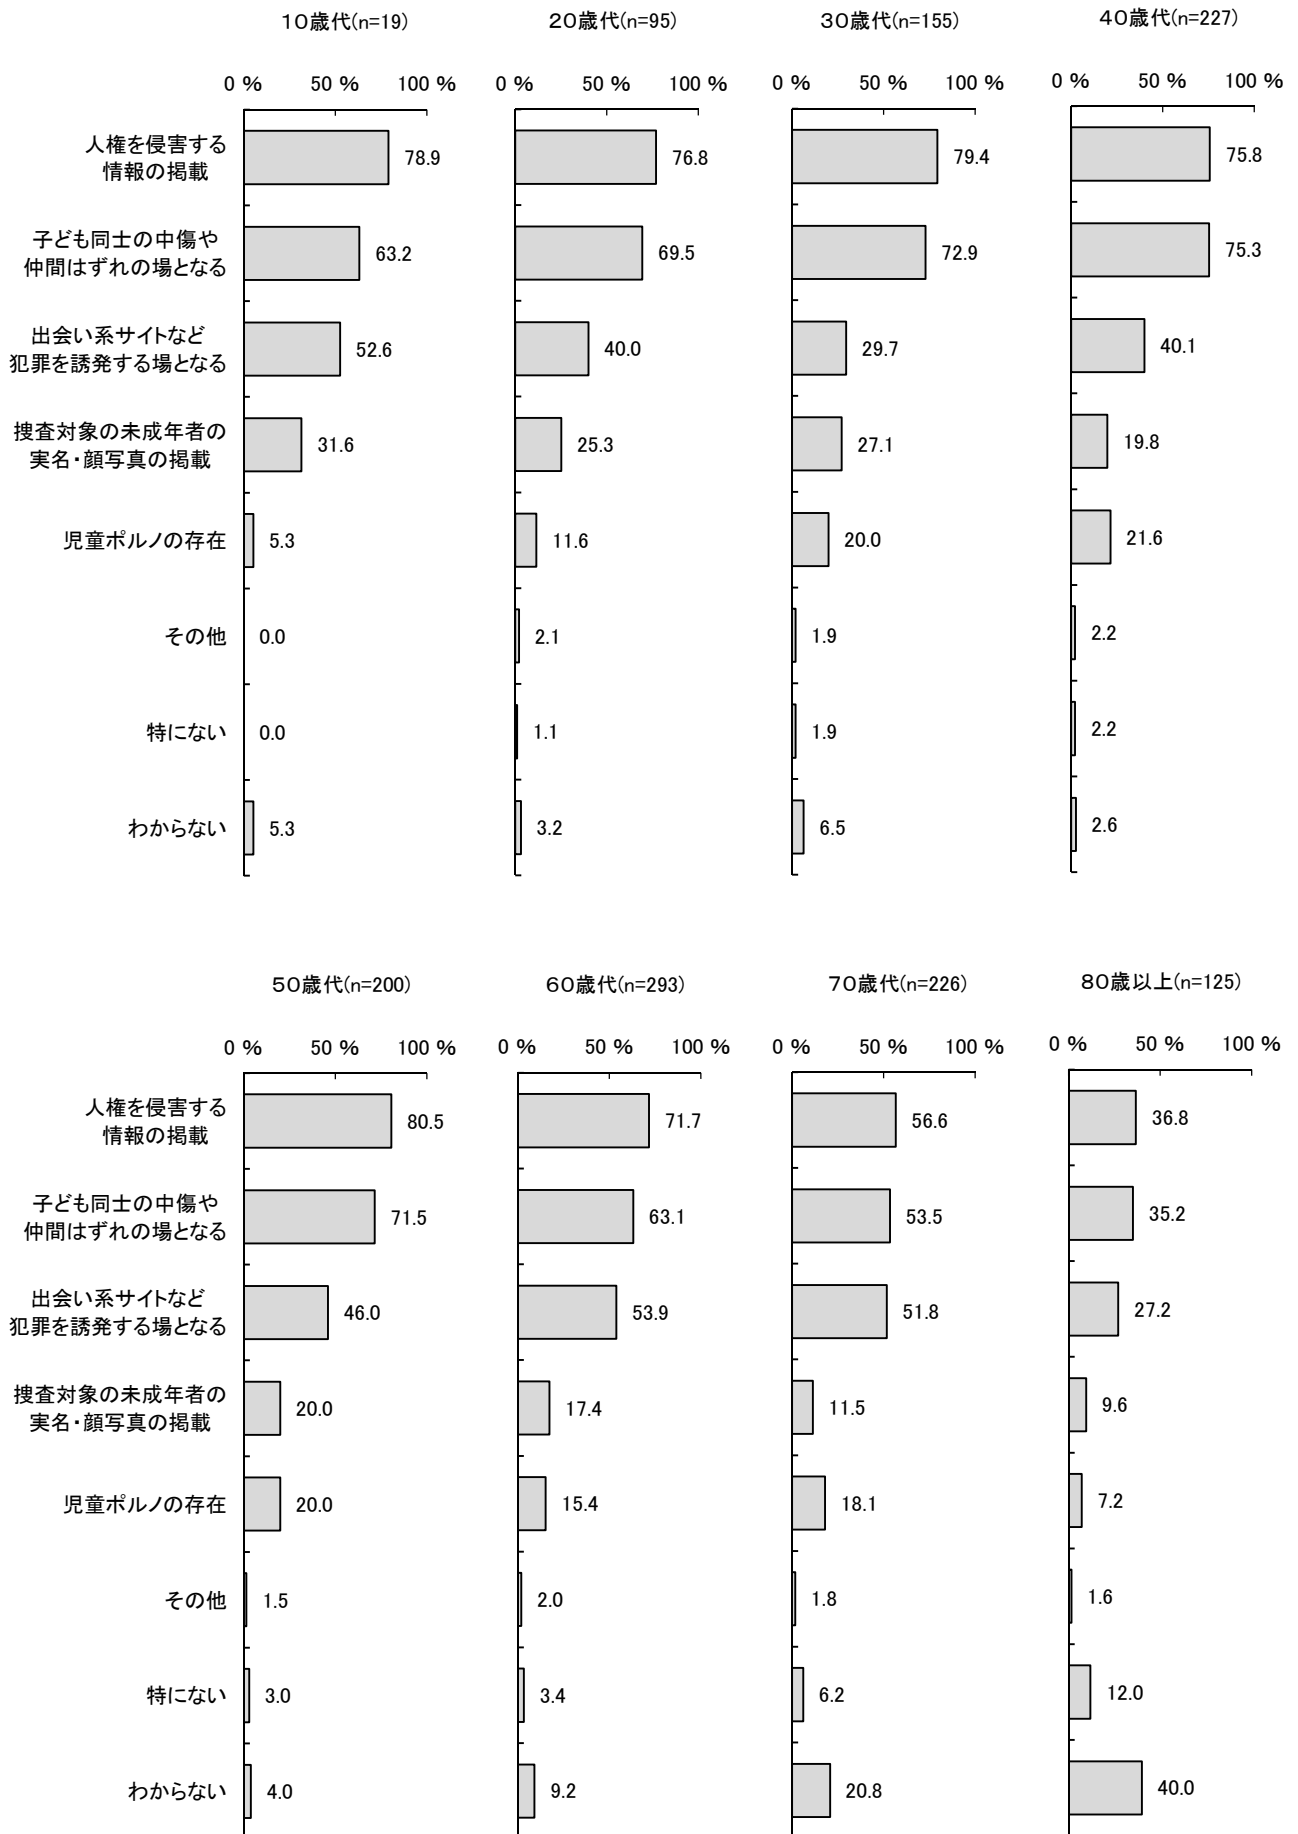 10歳代(n=19)
20歳代(n=95)
30歳代(n=155)
40歳代(n=227)
0 % 50 % 100 %
0 % 50 % 100 %
0 % 50 % 100 %
0 % 50 % 100 %
人権を侵害する
情報の掲載
78.9
76.8
79.4
75.8
子ども同士の中傷や
仲間はずれの場となる
63.2
69.5
72.9
75.3
出会い系サイトなど
犯罪を誘発する場となる
52.6
40.0
29.7
40.1
捜査対象の未成年者の
実名・顔写真の掲載
31.6
25.3
27.1
19.8
児童ポルノの存在
5.3
11.6
20.0
21.6
その他
0.0
2.1
1.9
2.2
特にない
0.0
1.1
1.9
2.2
わからない
5.3
3.2
6.5
2.6
50歳代(n=200)
60歳代(n=293)
70歳代(n=226)
80歳以上(n=125)
0 % 50 % 100 %
0 % 50 % 100 %
0 % 50 % 100 %
0 % 50 % 100 %
人権を侵害する
情報の掲載
80.5
71.7
56.6
36.8
子ども同士の中傷や
仲間はずれの場となる
71.5
63.1
53.5
35.2
出会い系サイトなど
犯罪を誘発する場となる
46.0
53.9
51.8
27.2
捜査対象の未成年者の
実名・顔写真の掲載
20.0
17.4
11.5
9.6
児童ポルノの存在
20.0
15.4
18.1
7.2
その他
1.5
2.0
1.8
1.6
特にない
3.0
3.4
6.2
12.0
わからない
4.0
9.2
20.8
40.0